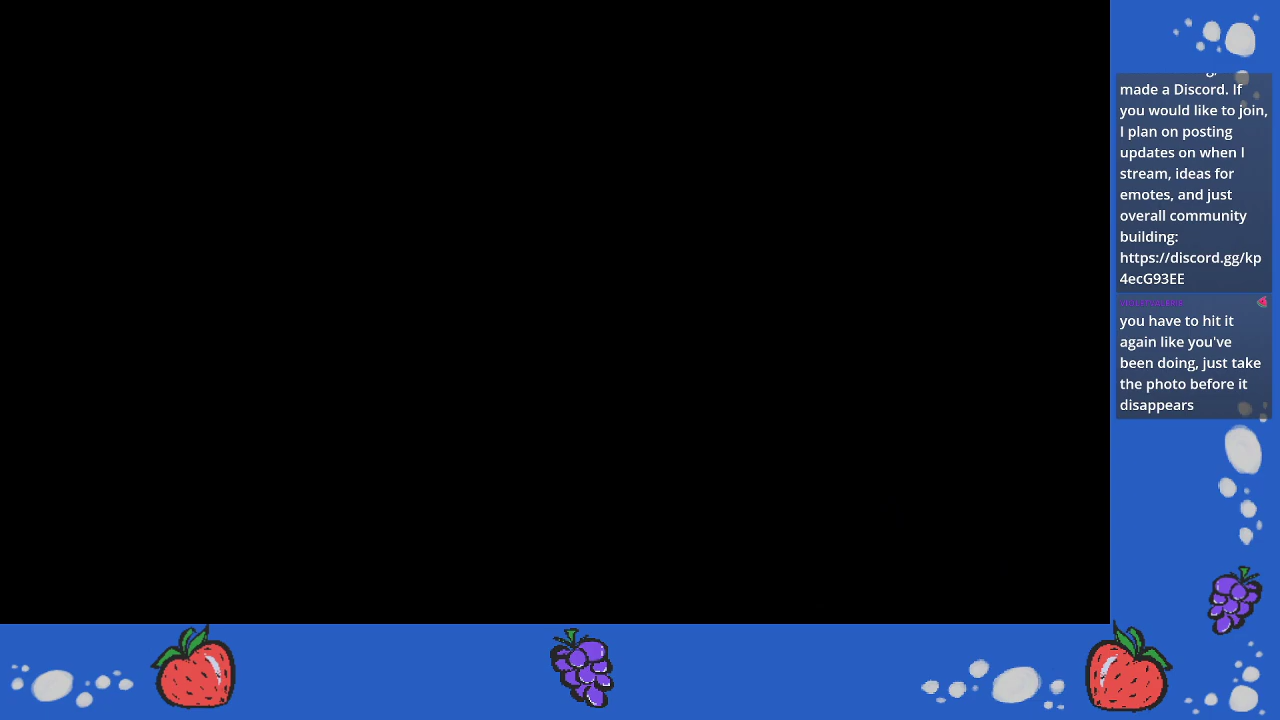 made a Discord. If
you would like to join,
I plan on posting
updates on when I
stream, ideas for
emotes, and just
overall community
building:
https://discord.gg/kp
4ecG93EE
you have to hit it
again like you've
been doing, just take
the photo before it
disappears